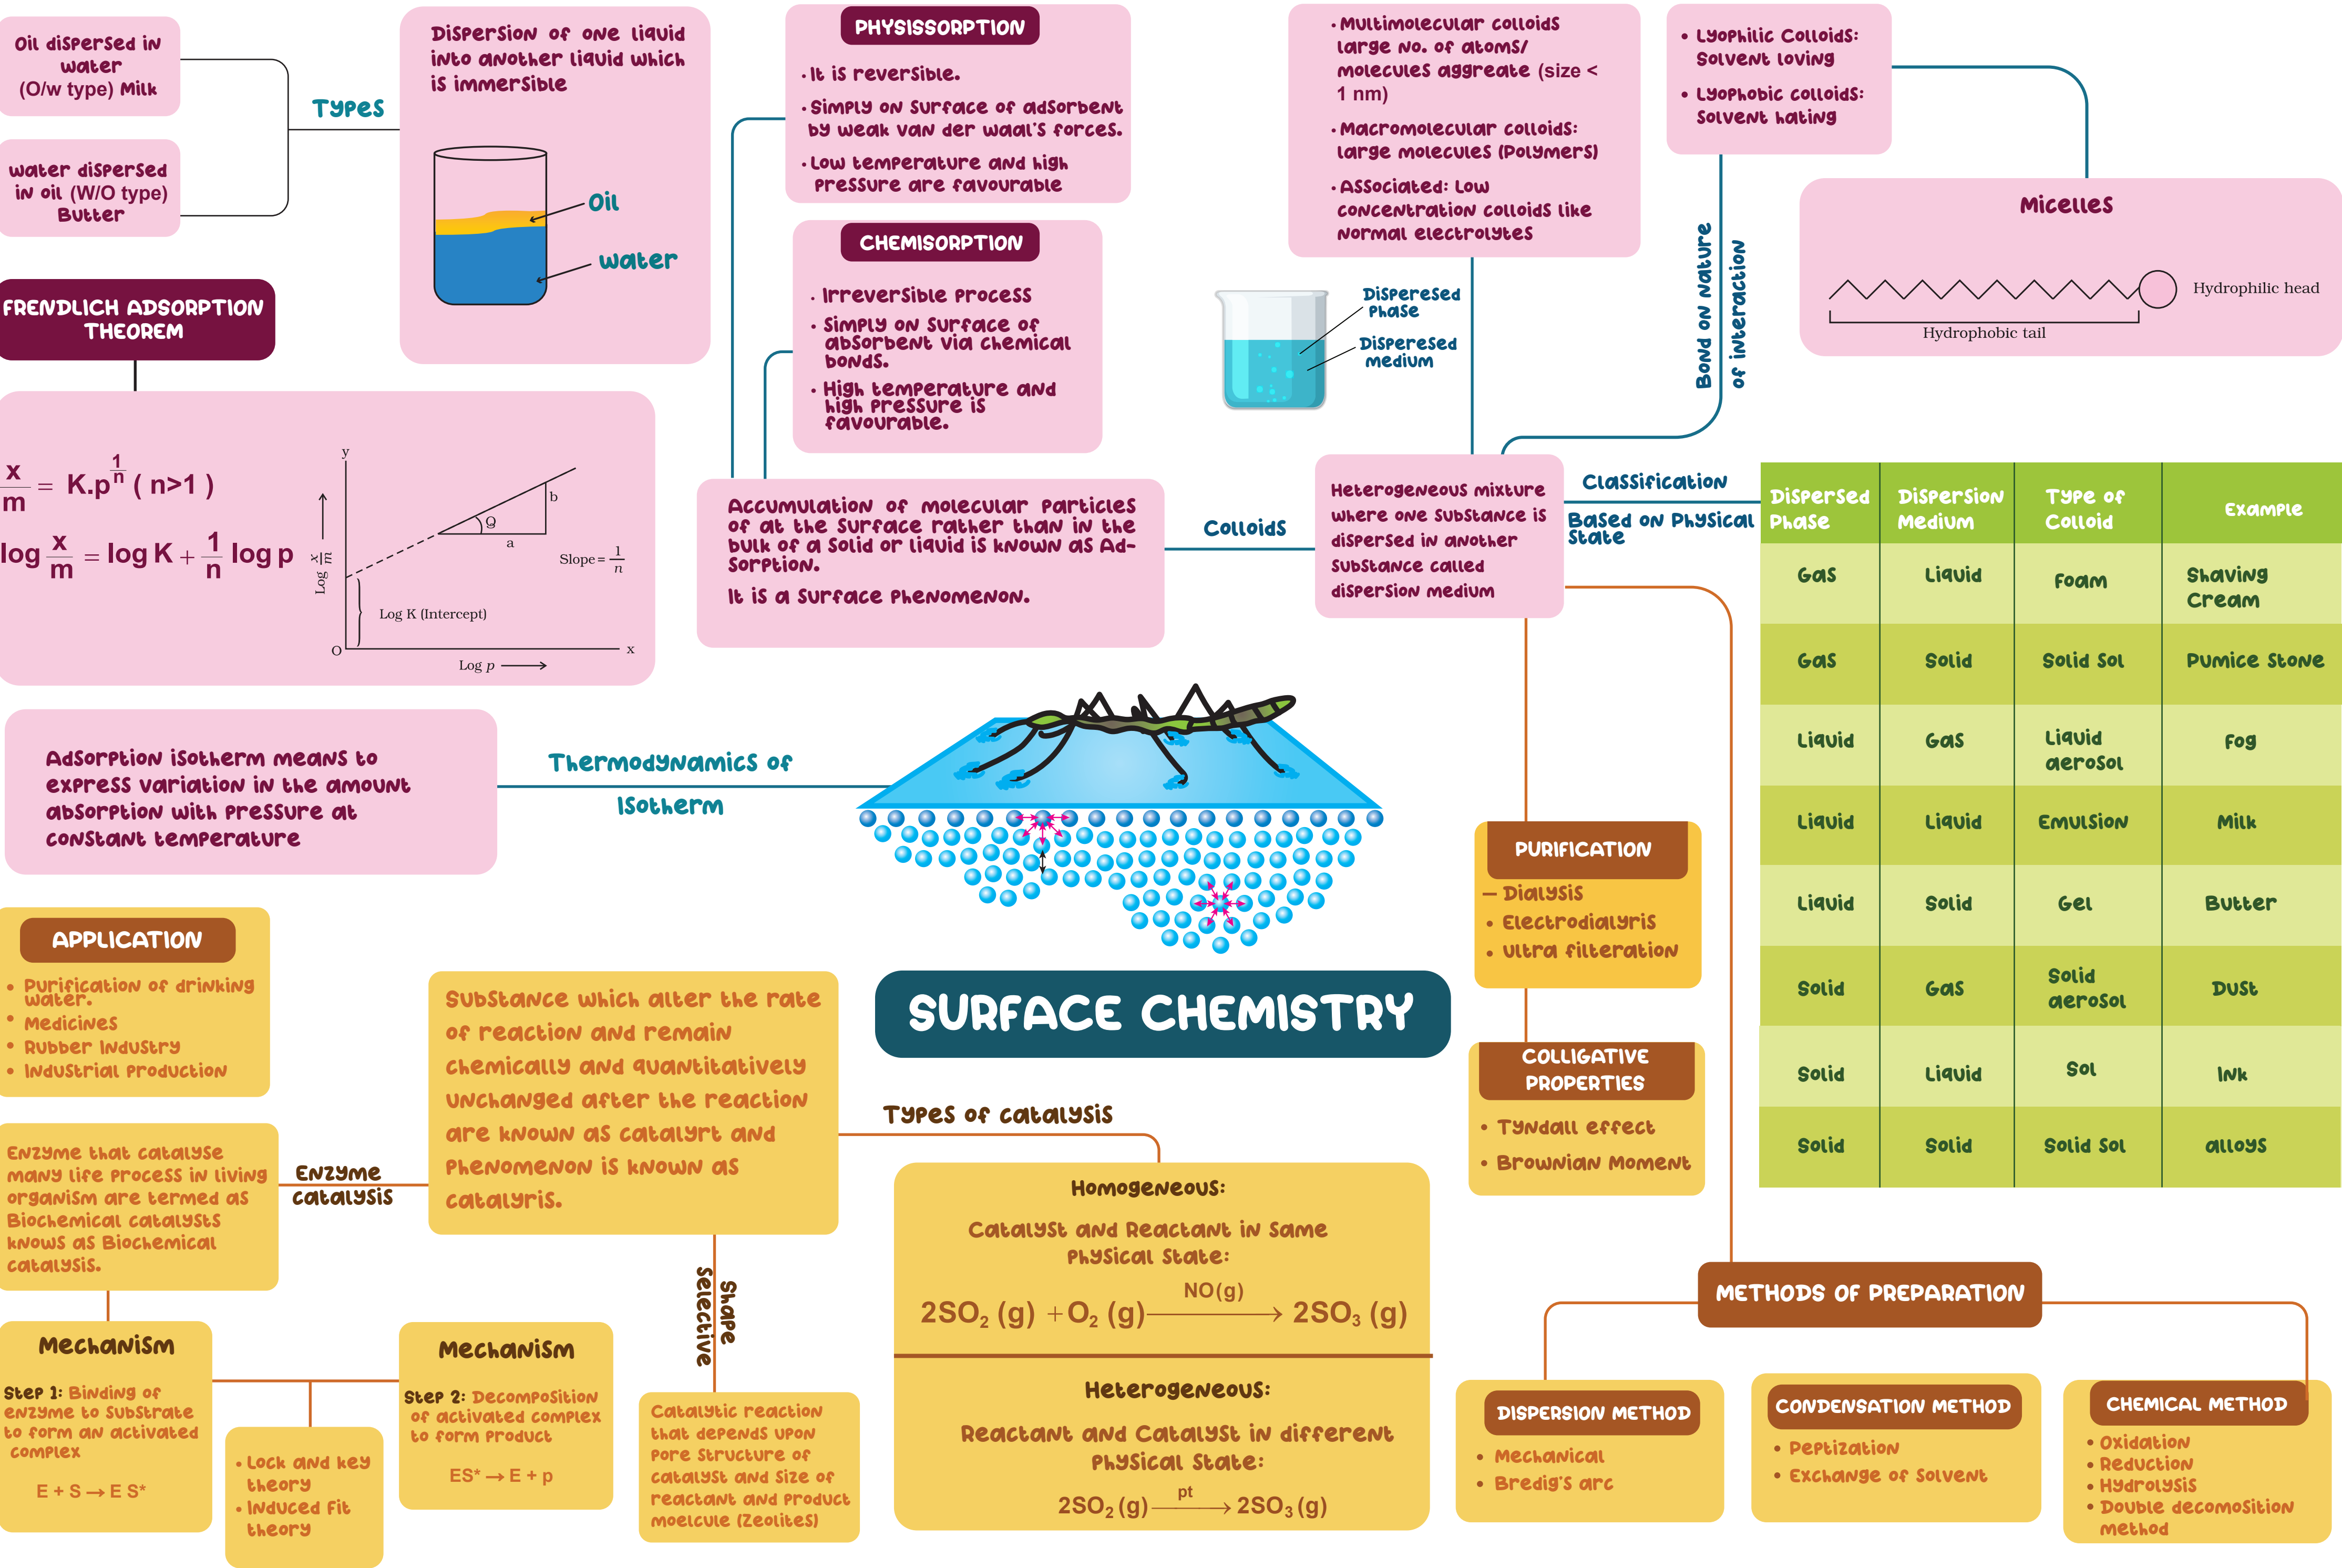 Oil dispersed in
water
(O/w type) Milk
Types
water dispersed
in oil (W/O type)
Butter
Dispersion of one liquid
into another liquid which
is immersible
Oil
water
FRENDLICH ADSORPTION
THEOREM
x/m = K.p^1/n ( n>1 )
log x/m = log K + 1/n log p
y
b
Q
a
Slope = 1/n
Log x/m
Log K (Intercept)
O
x
Log p
PHYSISSORPTION
• It is reversible.
• Simply on surface of adsorbent
by weak van der waal's forces.
• Low temperature and high
pressure are favourable
CHEMISORPTION
• Irreversible process
• Simply on surface of
absorbent via chemical
bonds.
• High temperature and
high pressure is
favourable.
Accumulation of molecular particles
of at the surface rather than in the
bulk of a solid or liquid is known as Ad-
sorption.
It is a surface phenomenon.
Colloids
• Multimolecular colloids
large no. of atoms/
molecules aggreate (size <
1 nm)
• Macromolecular colloids:
large molecules (Polymers)
• Associated: Low
concentration colloids like
normal electrolytes
Disperesed
phase
Disperesed
medium
• Lyophilic Colloids:
Solvent loving
• Lyophobic colloids:
Solvent hating
Bond on nature
of interaction
Micelles
Hydrophilic head
Hydrophobic tail
Heterogeneous mixture
where one substance is
dispersed in another
substance called
dispersion medium
Classification
Based on Physical
State
Dispersed Phase | Dispersion Medium | Type of Colloid | Example
Gas | Liquid | Foam | Shaving Cream
Gas | Solid | Solid Sol | Pumice Stone
Liquid | Gas | Liquid aerosol | Fog
Liquid | Liquid | Emulsion | Milk
Liquid | Solid | Gel | Butter
Solid | Gas | Solid aerosol | Dust
Solid | Liquid | Sol | Ink
Solid | Solid | Solid Sol | alloys
Adsorption isotherm means to
express variation in the amount
absorption with pressure at
constant temperature
Thermodynamics of
Isotherm
SURFACE CHEMISTRY
PURIFICATION
— Dialysis
• Electrodialyris
• ultra filteration
COLLIGATIVE
PROPERTIES
• Tyndall effect
• Brownian Moment
APPLICATION
• Purification of drinking
water.
• Medicines
• Rubber Industry
• Industrial production
Substance which alter the rate
of reaction and remain
chemically and quantitatively
unchanged after the reaction
are known as catalyrt and
phenomenon is known as
catalyris.
Enzyme
catalysis
Enzyme that catalyse
many life process in living
organism are termed as
Biochemical catalysts
knows as Biochemical
catalysis.
Mechanism
Step 1: Binding of
enzyme to substrate
to form an activated
complex
E + S → E S*
• Lock and key
theory
• Induced Fit
theory
Mechanism
Step 2: Decomposition
of activated complex
to form product
ES* → E + p
Shape
selective
Catalytic reaction
that depends upon
pore structure of
catalyst and size of
reactant and product
moelcule (Zeolites)
Types of catalysis
Homogeneous:
Catalyst and Reactant in same
physical state:
NO(g)
2SO₂ (g) + O₂ (g) → 2SO₃ (g)
Heterogeneous:
Reactant and Catalyst in different
physical state:
pt
2SO₂ (g) → 2SO₃ (g)
METHODS OF PREPARATION
DISPERSION METHOD
• Mechanical
• Bredig's arc
CONDENSATION METHOD
• Peptization
• Exchange of solvent
CHEMICAL METHOD
• Oxidation
• Reduction
• Hydrolysis
• Double decomosition
method